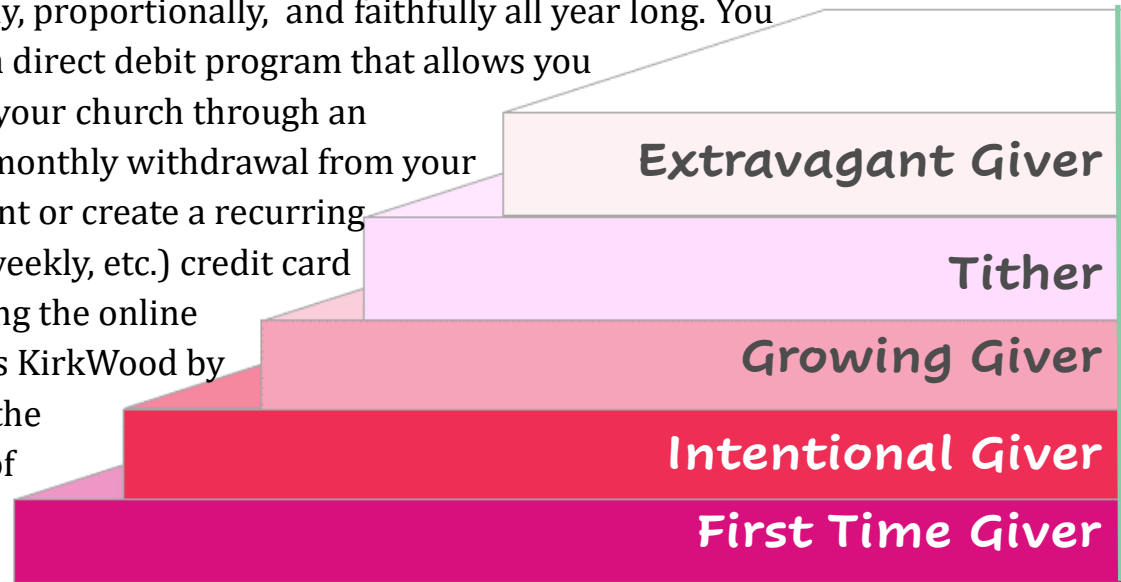 y, proportionally, and faithfully all year long. You
direct debit program that allows you
your church through an
monthly withdrawal from your
nt or create a recurring
weekly, etc.) credit card
ng the online
s KirkWood by
the
of
Extravagant Giver
Tither
Growing Giver
Intentional Giver
First Time Giver